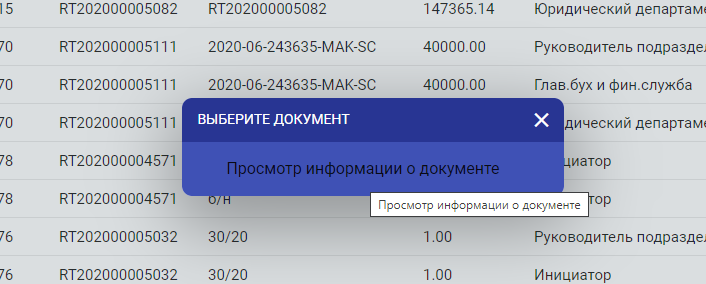 15 RT202000005082 RT202000005082 147365.14 Юридический департаме
70 RT202000005111 2020-06-243635-MAK-SC 40000.00 Руководитель подраздел
70 RT202000005111 2020-06-243635-MAK-SC 40000.00 Глав.бух и фин.служба
ВЫБЕРИТЕ ДОКУМЕНТ
70 RT202000005111 дический департаме
78 RT202000004571 циатор
Просмотр информации о документе
78 RT202000004571 б/н тор
Просмотр информации о документе
76 RT202000005032 30/20 1.00 Руководитель подраздел
76 RT202000005032 30/20 1.00 Инициатор